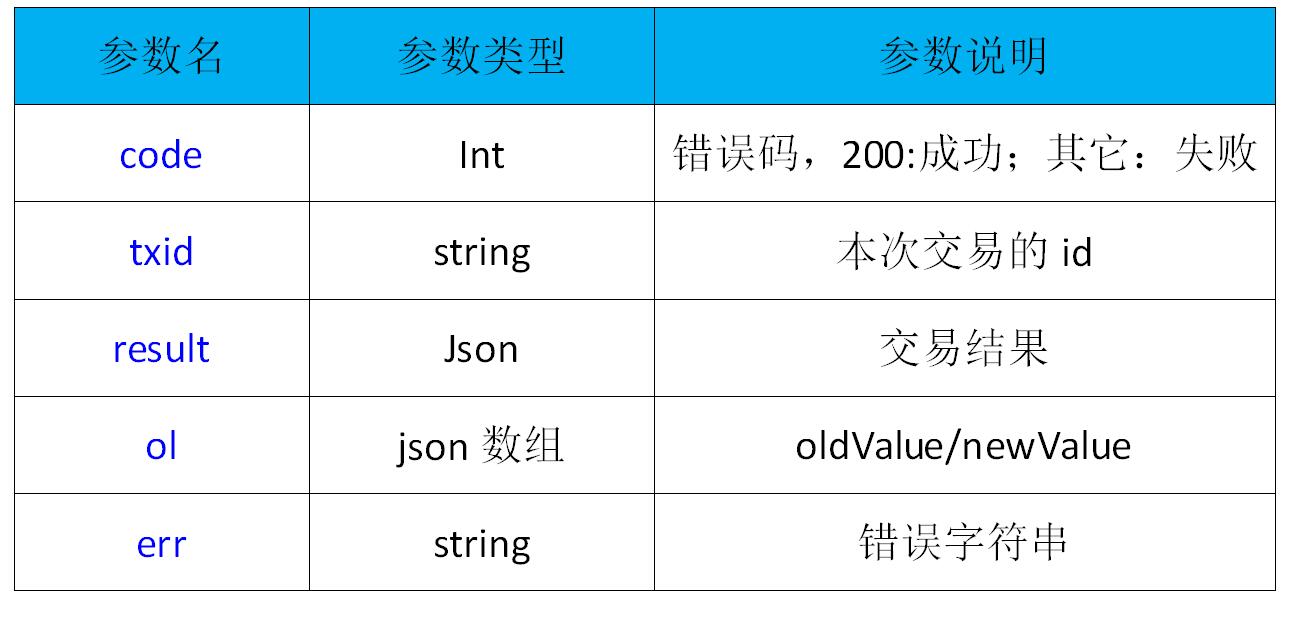 参数名 参数类型 参数说明
code Int 错误码，200:成功；其它：失败
txid string 本次交易的 id
result Json 交易结果
ol json 数组 oldValue/newValue
err string 错误字符串